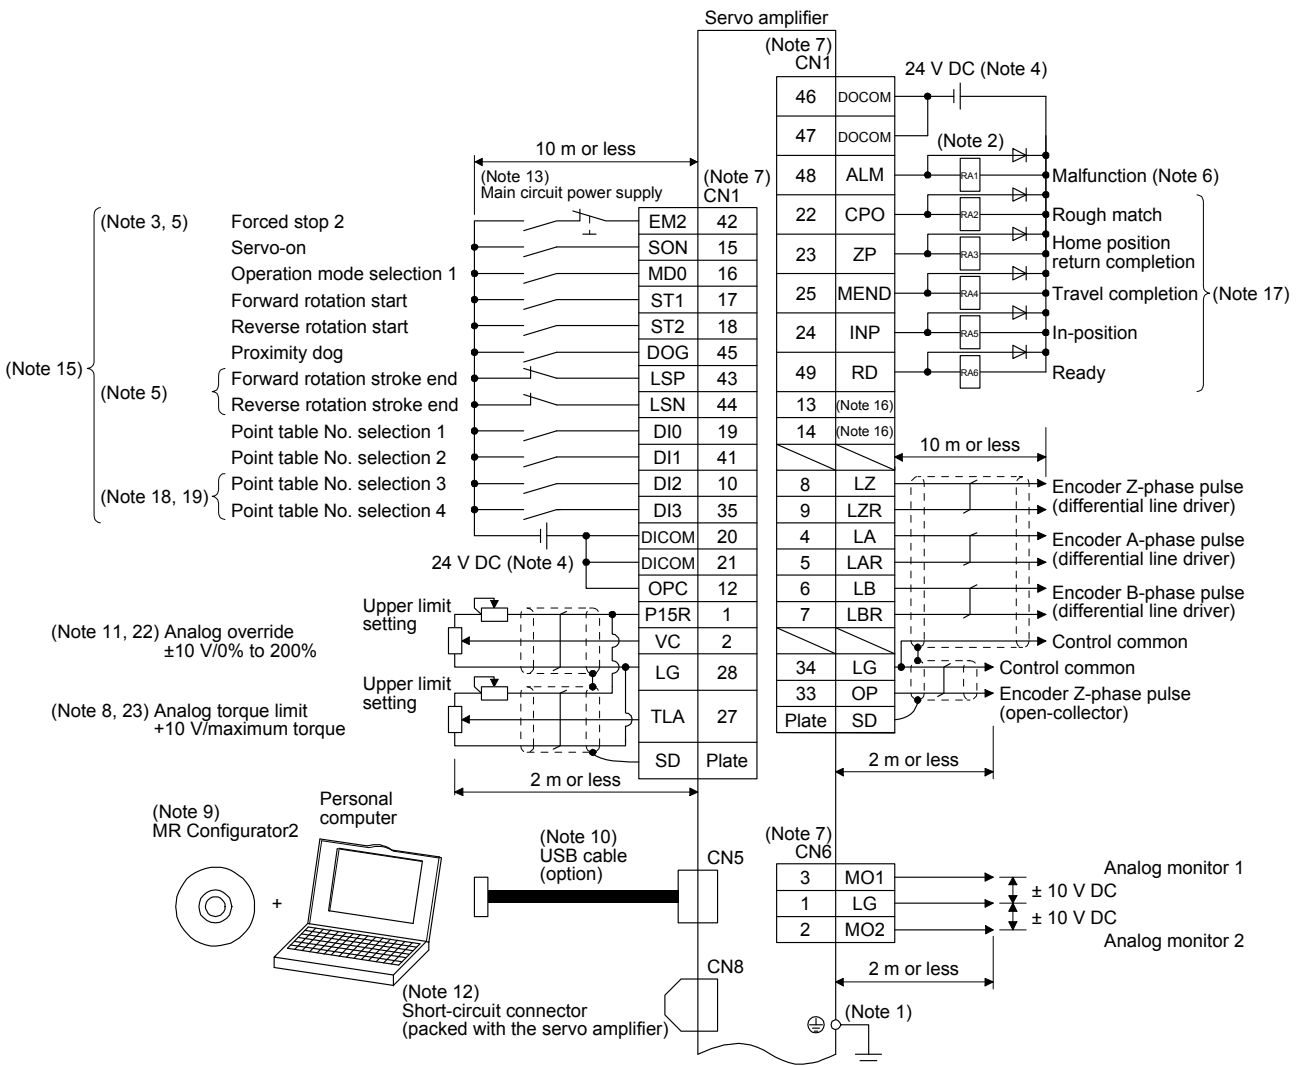 Servo amplifier
(Note 7)
CN1
24 V DC (Note 4)
46 DOCOM
47 DOCOM
(Note 2)
48 ALM RA1 Malfunction (Note 6)
22 CPO RA2 Rough match
23 ZP RA3 Home position
return completion
25 MEND RA4 Travel completion (Note 17)
24 INP RA5 In-position
49 RD RA6 Ready
13 (Note 16)
14 (Note 16)
10 m or less
8 LZ Encoder Z-phase pulse
9 LZR (differential line driver)
4 LA Encoder A-phase pulse
5 LAR (differential line driver)
6 LB Encoder B-phase pulse
7 LBR (differential line driver)
Control common
34 LG Control common
33 OP Encoder Z-phase pulse
(open-collector)
Plate SD
2 m or less
10 m or less
(Note 13)
Main circuit power supply
(Note 7)
CN1
(Note 15)
(Note 3, 5) Forced stop 2 EM2 42
Servo-on SON 15
Operation mode selection 1 MD0 16
Forward rotation start ST1 17
Reverse rotation start ST2 18
Proximity dog DOG 45
(Note 5)
Forward rotation stroke end LSP 43
Reverse rotation stroke end LSN 44
Point table No. selection 1 DI0 19
Point table No. selection 2 DI1 41
(Note 18, 19)
Point table No. selection 3 DI2 10
Point table No. selection 4 DI3 35
DICOM 20
24 V DC (Note 4) DICOM 21
OPC 12
Upper limit
setting
P15R 1
(Note 11, 22) Analog override
±10 V/0% to 200%
VC 2
LG 28
Upper limit
setting
(Note 8, 23) Analog torque limit
+10 V/maximum torque
TLA 27
SD Plate
2 m or less
(Note 9)
MR Configurator2
+
Personal
computer
(Note 10)
USB cable
(option)
CN5
(Note 12)
Short-circuit connector
(packed with the servo amplifier)
CN8
(Note 7)
CN6
3 MO1 Analog monitor 1
± 10 V DC
1 LG
± 10 V DC
2 MO2 Analog monitor 2
2 m or less
(Note 1)